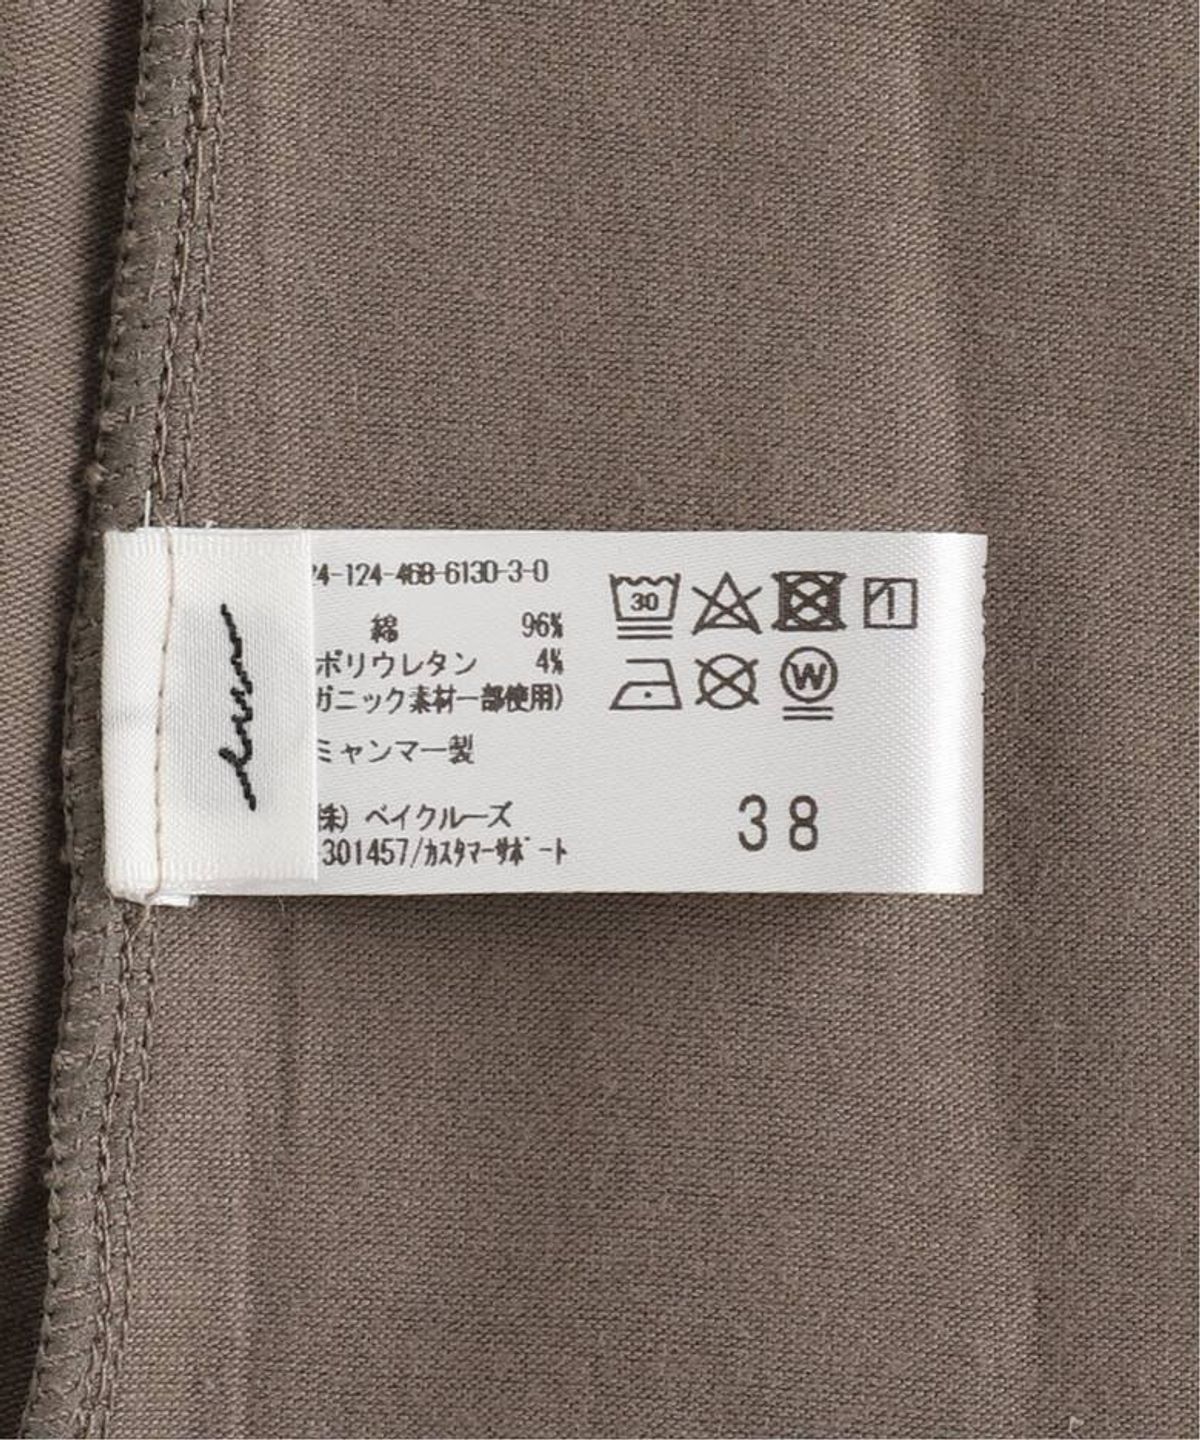 24-124-468-6130-3-0
綿 96%
ポリウレタン 4%
ガニック素材一部使用)
ミャンマー製
株) ベイクルーズ
301457/カスタマーサポート
30
1
W
38